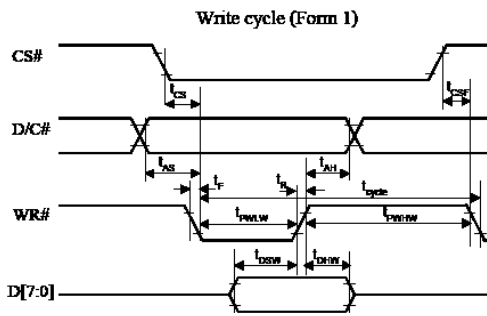 Write cycle (Form 1)
CS#
tCS
tCSF
D/C#
tAS
tF
tR
tAH
tcycle
WR#
tPWLW
tPWHW
tDSW
tDHW
D[7:0]